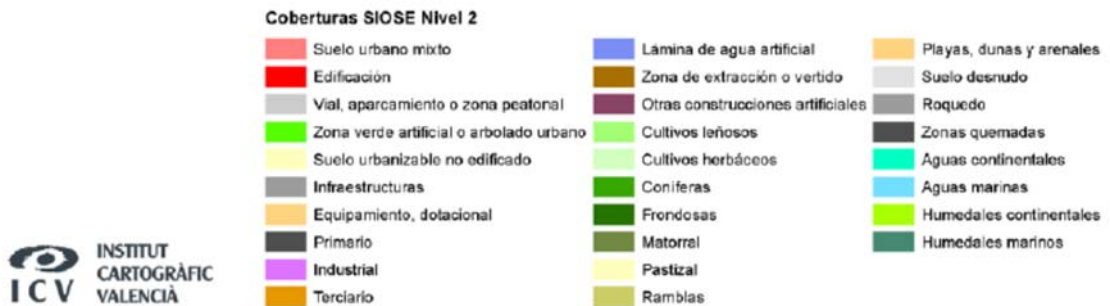 Coberturas SIOSE Nivel 2
Suelo urbano mixto
Edificación
Vial, aparcamiento o zona peatonal
Zona verde artificial o arbolado urbano
Suelo urbanizable no edificado
Infraestructuras
Equipamiento, dotacional
Primario
Industrial
Terciario
Lámina de agua artificial
Zona de extracción o vertido
Otras construcciones artificiales
Cultivos leñosos
Cultivos herbáceos
Coníferas
Frondosas
Matorral
Pastizal
Ramblas
Playas, dunas y arenales
Suelo desnudo
Roquedo
Zonas quemadas
Aguas continentales
Aguas marinas
Humedales continentales
Humedales marinos
ICV
INSTITUT
CARTOGRÀFIC
VALENCIÀ